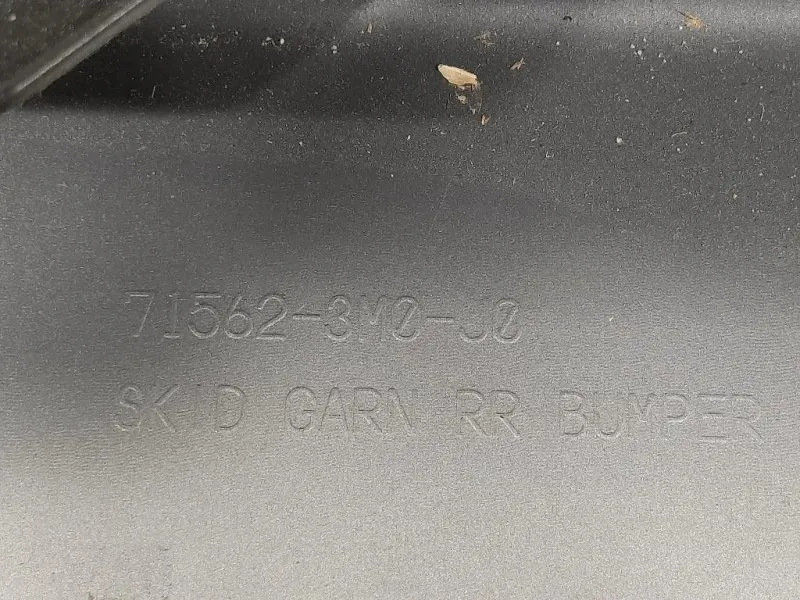 71562-3M0-J0
SKID GARN RR BUMPER